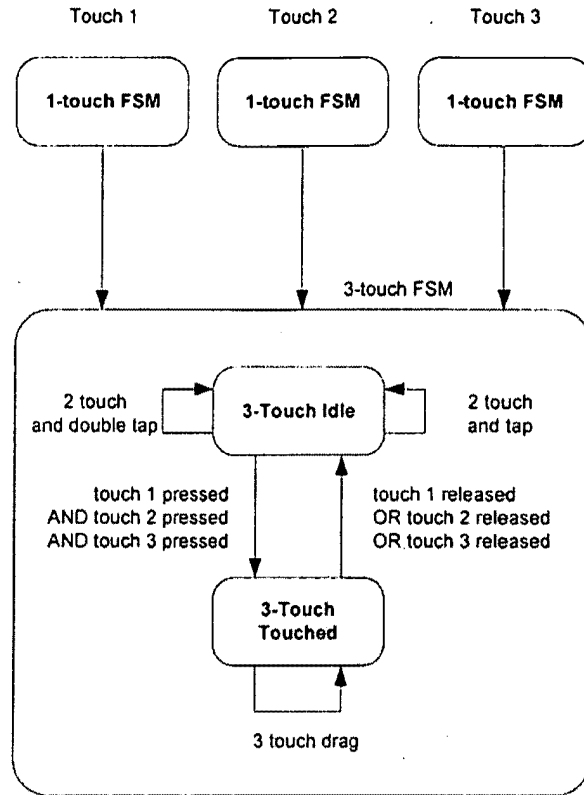 Touch 1
Touch 2
Touch 3
1-touch FSM
1-touch FSM
1-touch FSM
3-touch FSM
2 touch
and double tap
3-Touch Idle
2 touch
and tap
touch 1 pressed
AND touch 2 pressed
AND touch 3 pressed
touch 1 released
OR touch 2 released
OR touch 3 released
3-Touch
Touched
3 touch drag